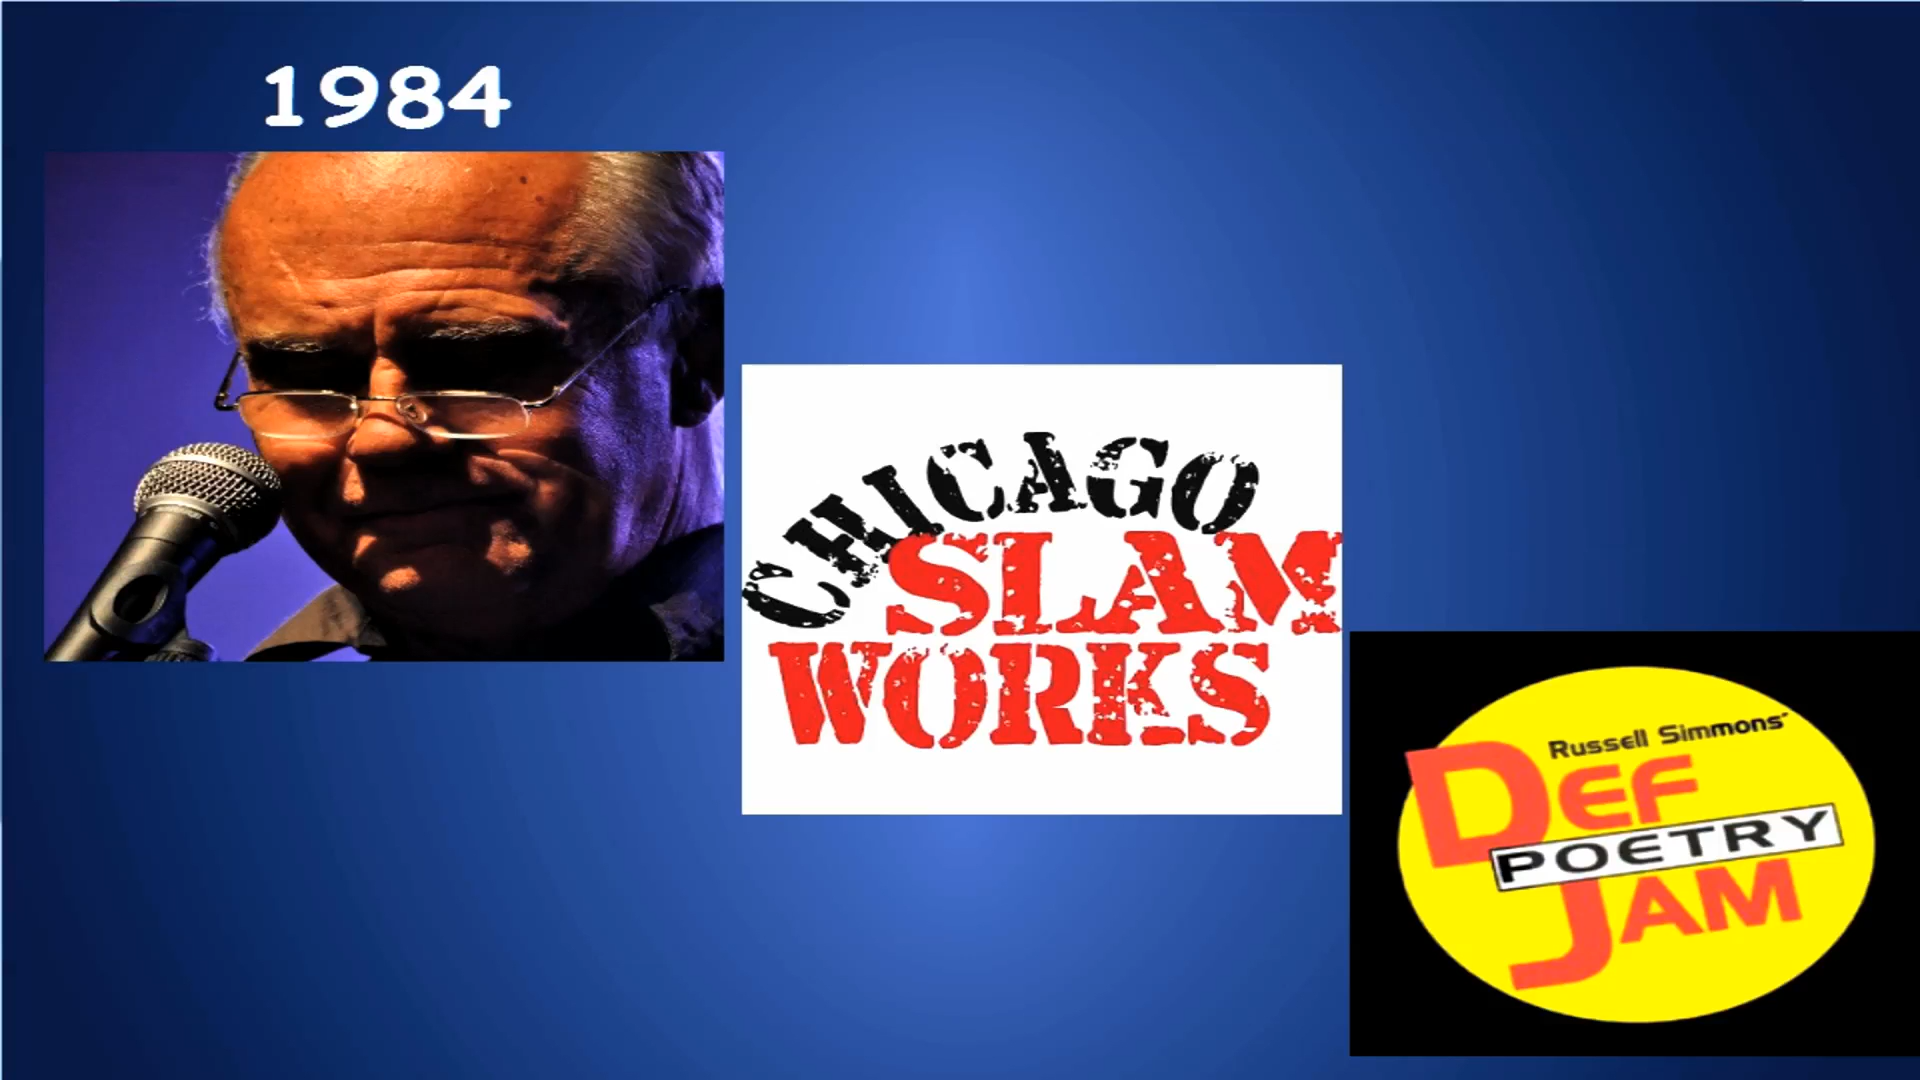 1984
CHICAGO
SLAM
WORKS
Russell Simmons'
DEF
POETRY
JAM